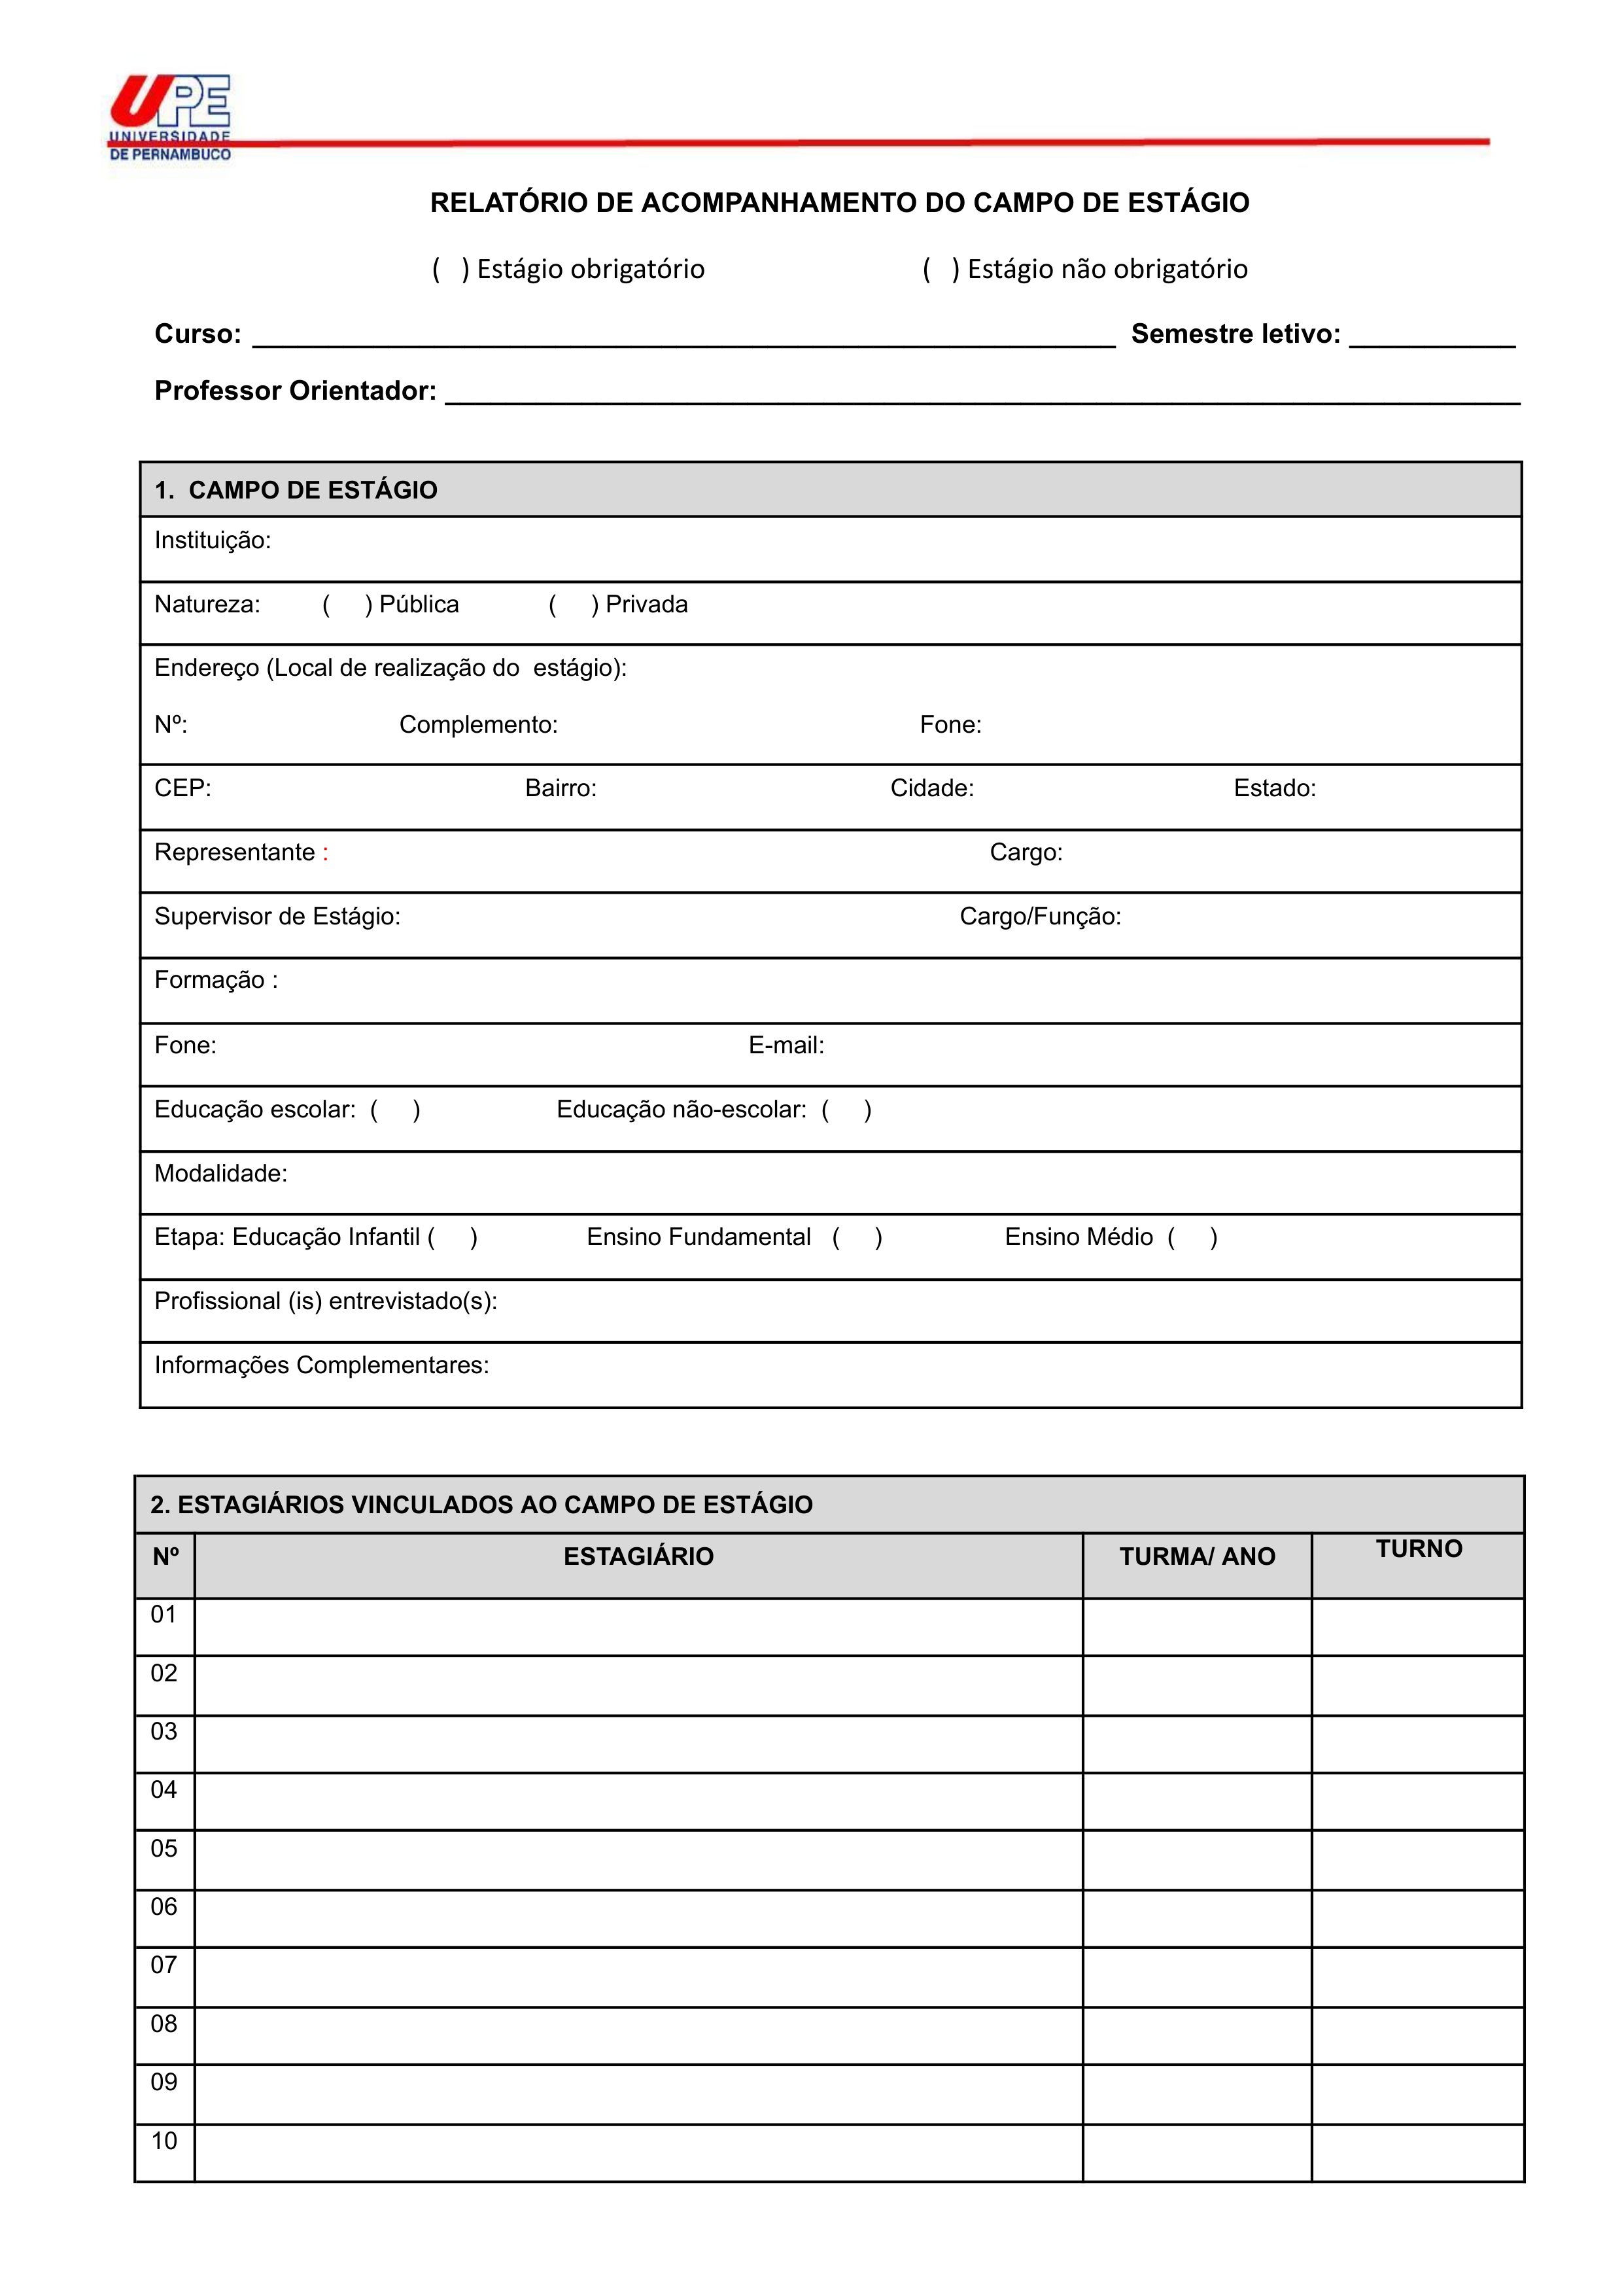 UPE
UNIVERSIDADE
DE PERNAMBUCO
RELATÓRIO DE ACOMPANHAMENTO DO CAMPO DE ESTÁGIO
(   ) Estágio obrigatório (   ) Estágio não obrigatório
Curso: ____________________ Semestre letivo: __________
Professor Orientador: ____________________
1. CAMPO DE ESTÁGIO
Instituição:
Natureza: (   ) Pública (   ) Privada
Endereço (Local de realização do estágio):
Nº: Complemento: Fone:
CEP: Bairro: Cidade: Estado:
Representante : Cargo:
Supervisor de Estágio: Cargo/Função:
Formação :
Fone: E-mail:
Educação escolar: (   ) Educação não-escolar: (   )
Modalidade:
Etapa: Educação Infantil (   ) Ensino Fundamental (   ) Ensino Médio (   )
Profissional (is) entrevistado(s):
Informações Complementares:
2. ESTAGIÁRIOS VINCULADOS AO CAMPO DE ESTÁGIO
Nº ESTAGIÁRIO TURMA/ ANO TURNO
01
02
03
04
05
06
07
08
09
10